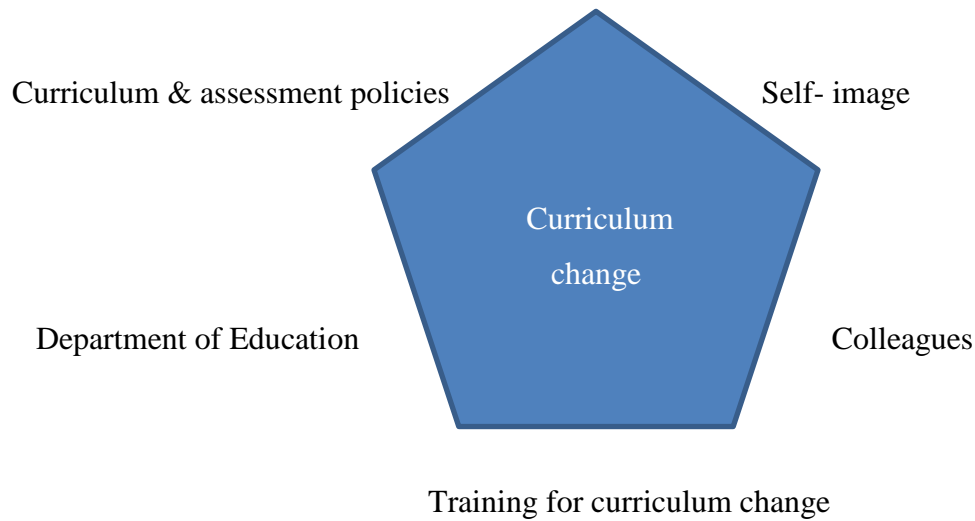 Curriculum & assessment policies
Self- image
Curriculum
change
Department of Education
Colleagues
Training for curriculum change